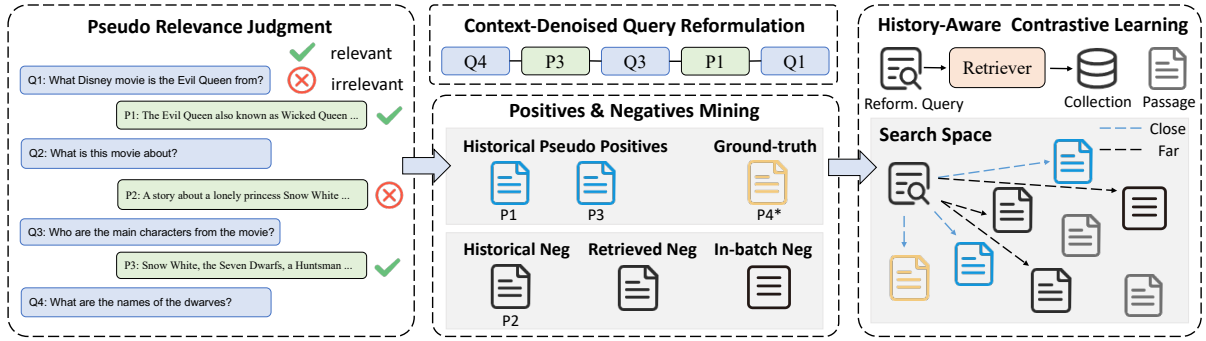 Pseudo Relevance Judgment
relevant
irrelevant
Q1: What Disney movie is the Evil Queen from?
P1: The Evil Queen also known as Wicked Queen ...
Q2: What is this movie about?
P2: A story about a lonely princess Snow White ...
Q3: Who are the main characters from the movie?
P3: Snow White, the Seven Dwarfs, a Huntsman ...
Q4: What are the names of the dwarves?
Context-Denoised Query Reformulation
Q4 P3 Q3 P1 Q1
Positives & Negatives Mining
Historical Pseudo Positives Ground-truth
P1 P3 P4*
Historical Neg Retrieved Neg In-batch Neg
P2
History-Aware Contrastive Learning
Retriever
Reform. Query Collection Passage
Search Space
Close
Far